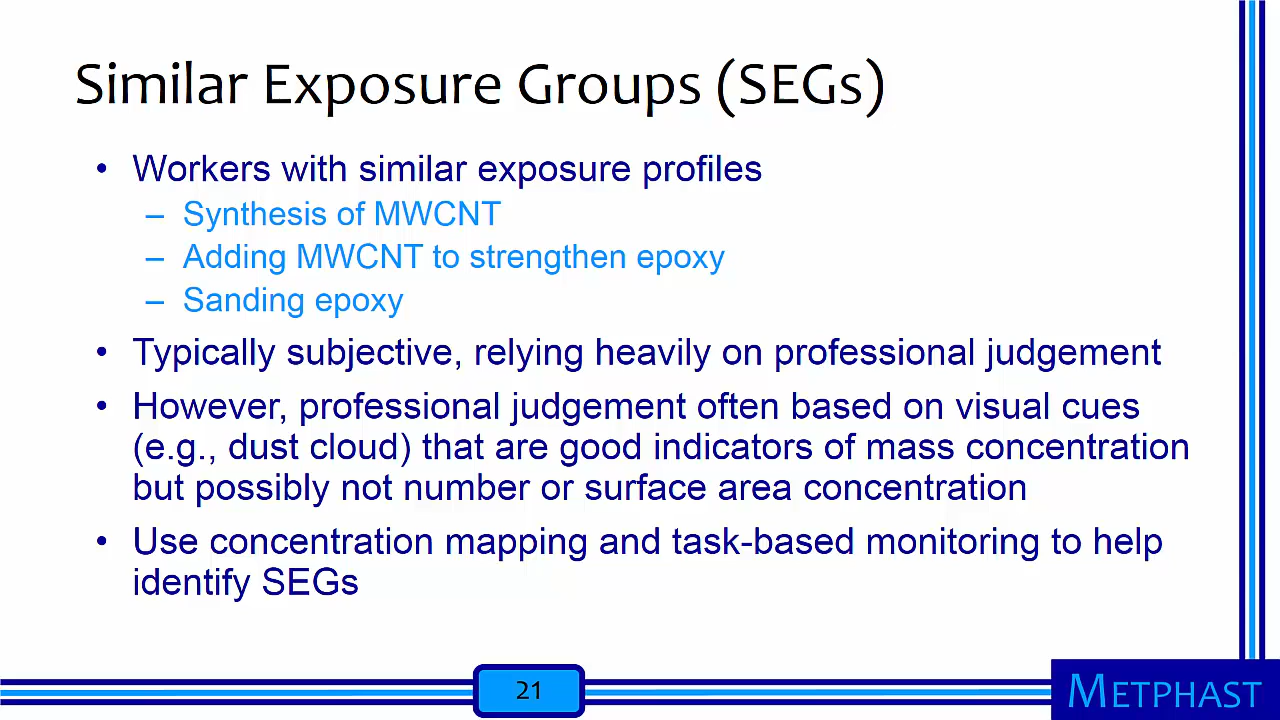 Similar Exposure Groups (SEGs)
• Workers with similar exposure profiles
– Synthesis of MWCNT
– Adding MWCNT to strengthen epoxy
– Sanding epoxy
• Typically subjective, relying heavily on professional judgement
• However, professional judgement often based on visual cues
(e.g., dust cloud) that are good indicators of mass concentration
but possibly not number or surface area concentration
• Use concentration mapping and task-based monitoring to help
identify SEGs
21
METPHAST